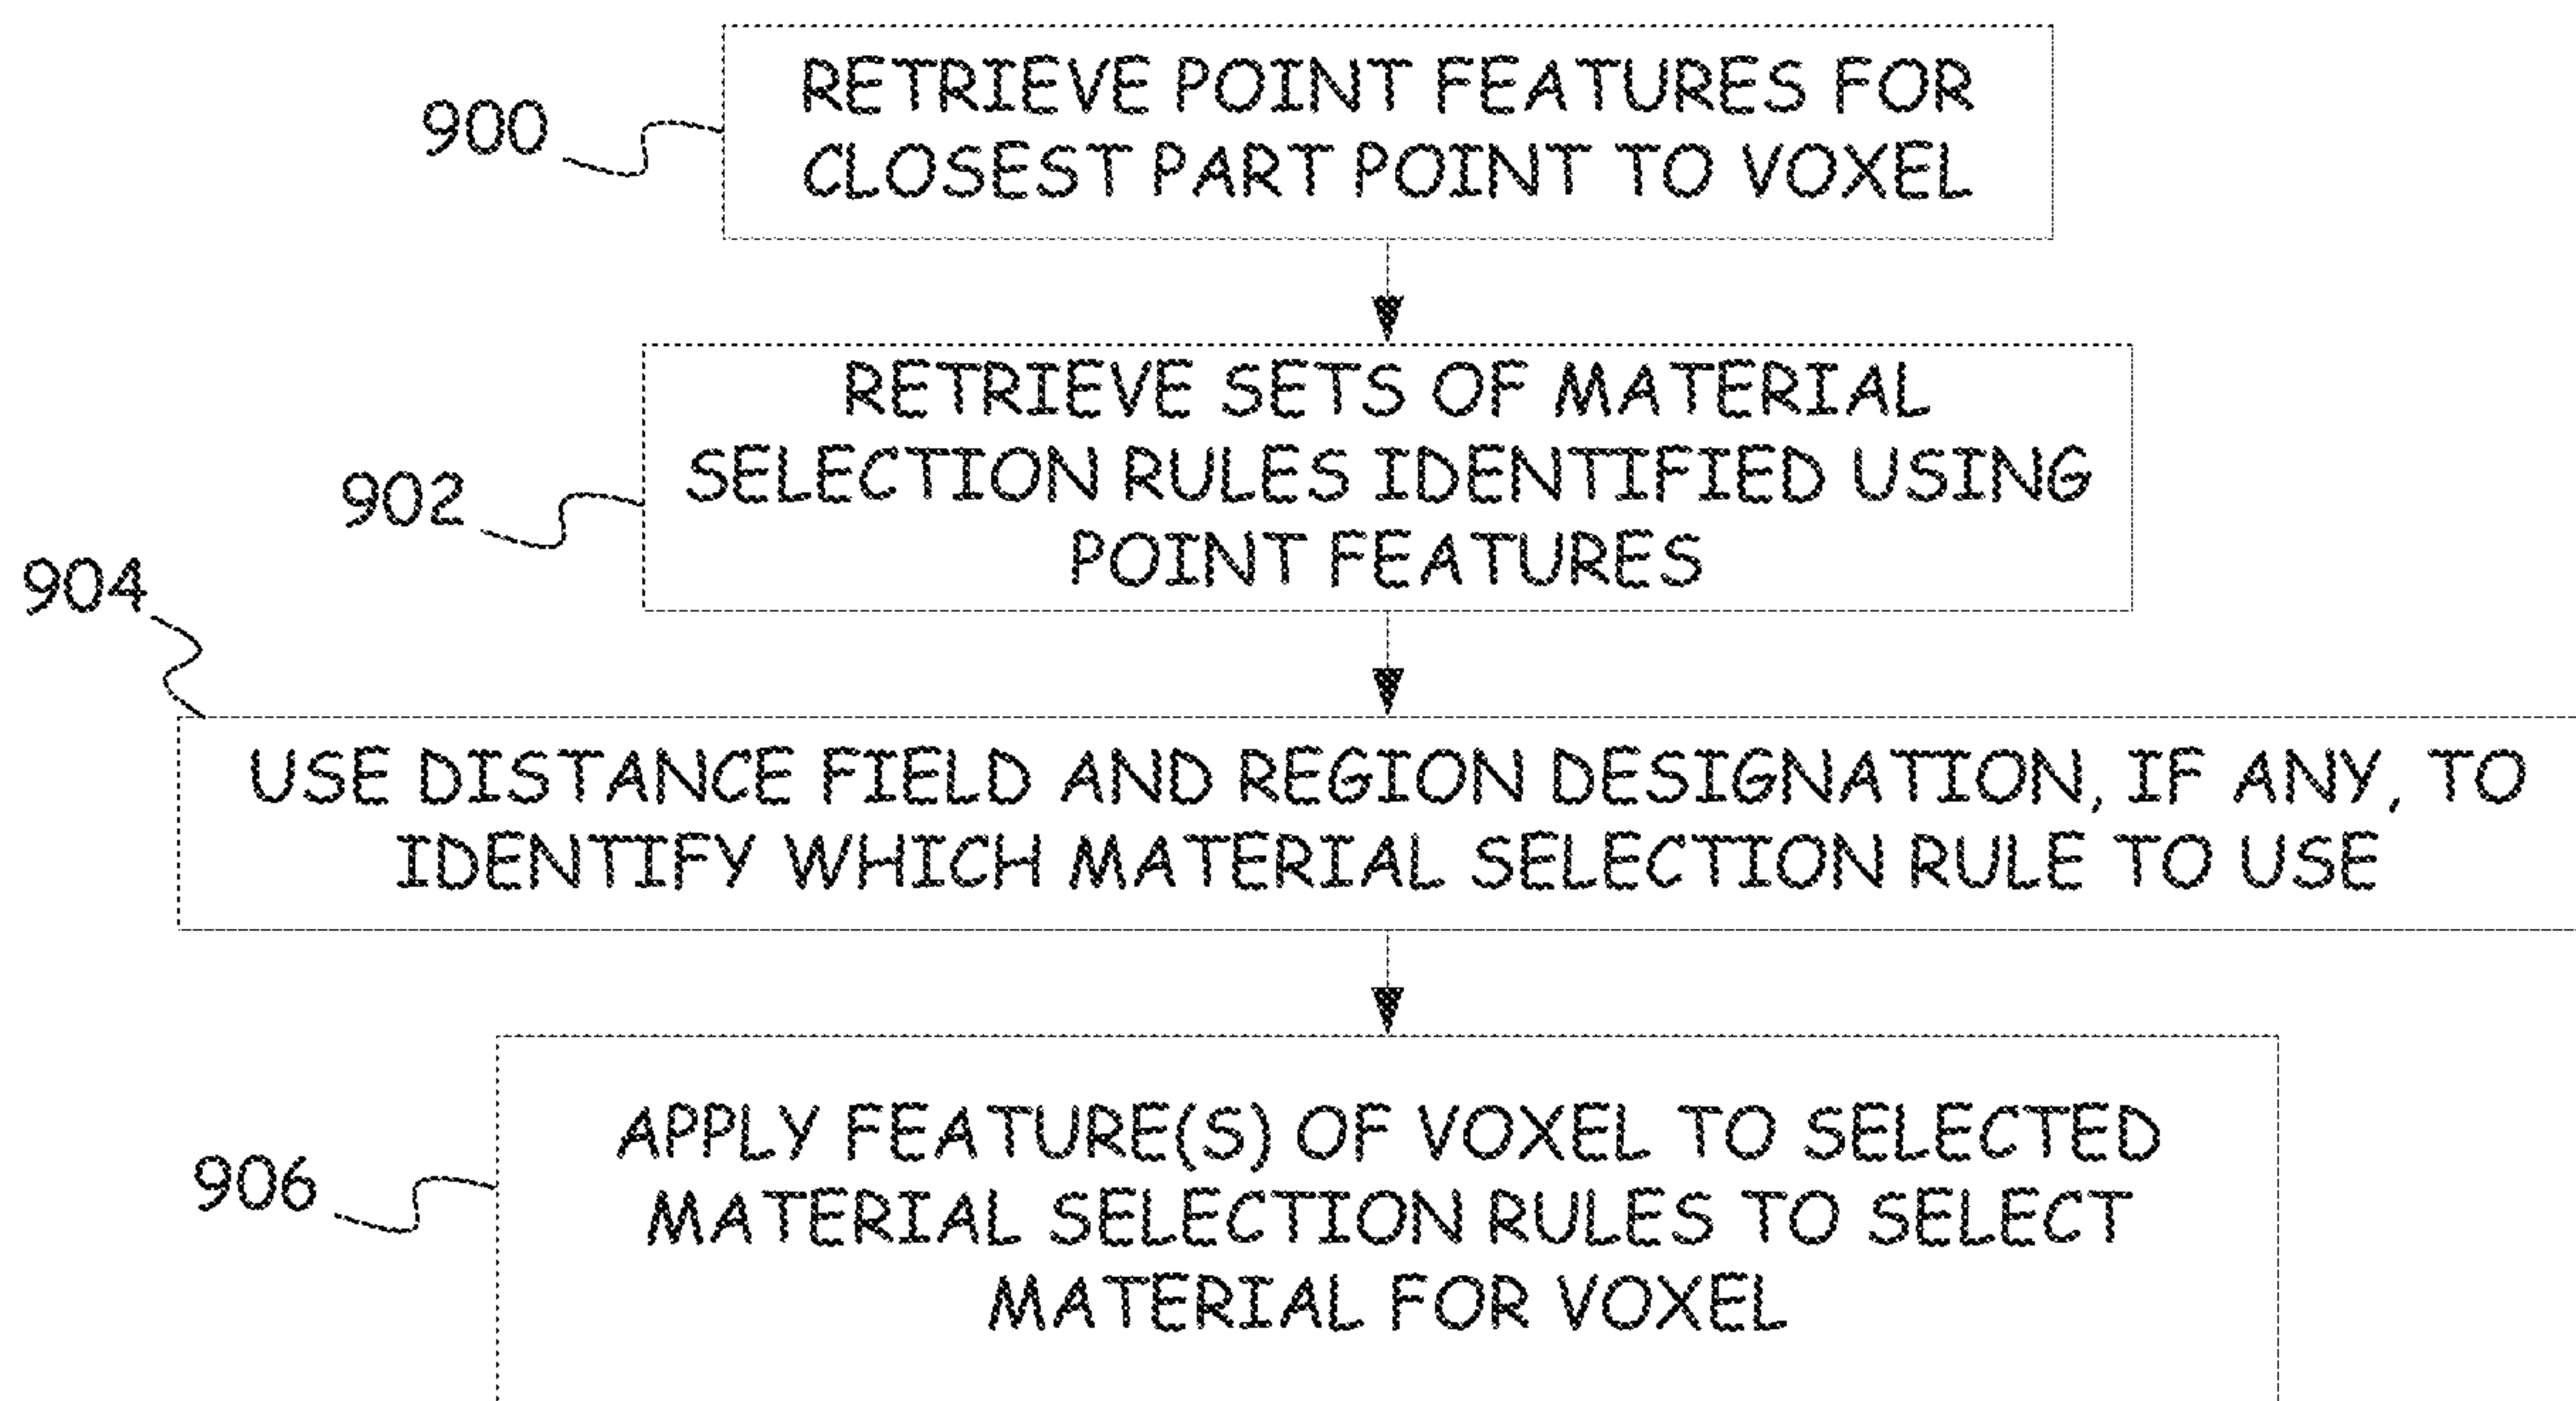 900
RETRIEVE POINT FEATURES FOR
CLOSEST PART POINT TO VOXEL
902
RETRIEVE SETS OF MATERIAL
SELECTION RULES IDENTIFIED USING
POINT FEATURES
904
USE DISTANCE FIELD AND REGION DESIGNATION, IF ANY, TO
IDENTIFY WHICH MATERIAL SELECTION RULE TO USE
906
APPLY FEATURE(S) OF VOXEL TO SELECTED
MATERIAL SELECTION RULES TO SELECT
MATERIAL FOR VOXEL